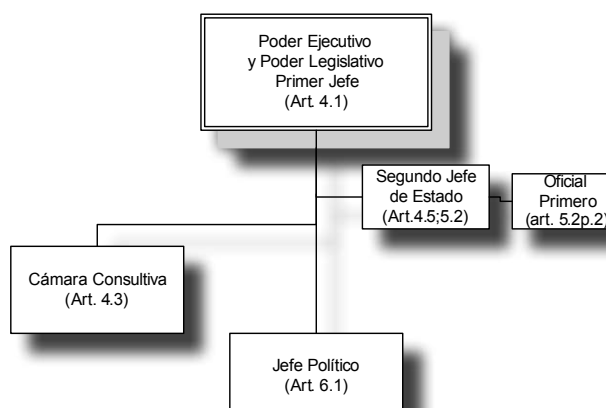 Poder Ejecutivo
y Poder Legislativo
Primer Jefe
(Art. 4.1)
Segundo Jefe
de Estado
(Art.4.5;5.2)
Oficial
Primero
(art. 5.2p.2)
Cámara Consultiva
(Art. 4.3)
Jefe Político
(Art. 6.1)